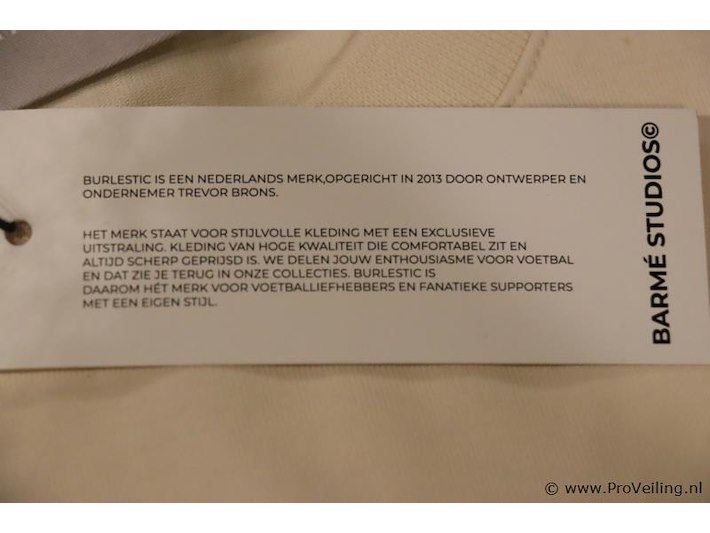 BURLESTIC IS EEN NEDERLANDS MERK,OPGERICHT IN 2013 DOOR ONTWERPER EN
ONDERNEMER TREVOR BRONS.
HET MERK STAAT VOOR STIJLVOLLE KLEDING MET EEN EXCLUSIEVE
UITSTRALING. KLEDING VAN HOGE KWALITEIT DIE COMFORTABEL ZIT EN
ALTIJD SCHERP GEPRIJSD IS. WE DELEN JOUW ENTHOUSIASME VOOR VOETBAL
EN DAT ZIE JE TERUG IN ONZE COLLECTIES. BURLESTIC IS
DAAROM HÉT MERK VOOR VOETBALLIEFHEBBERS EN FANATIEKE SUPPORTERS
MET EEN EIGEN STIJL.
BARMÉ STUDIOS©
© www.ProVeiling.nl